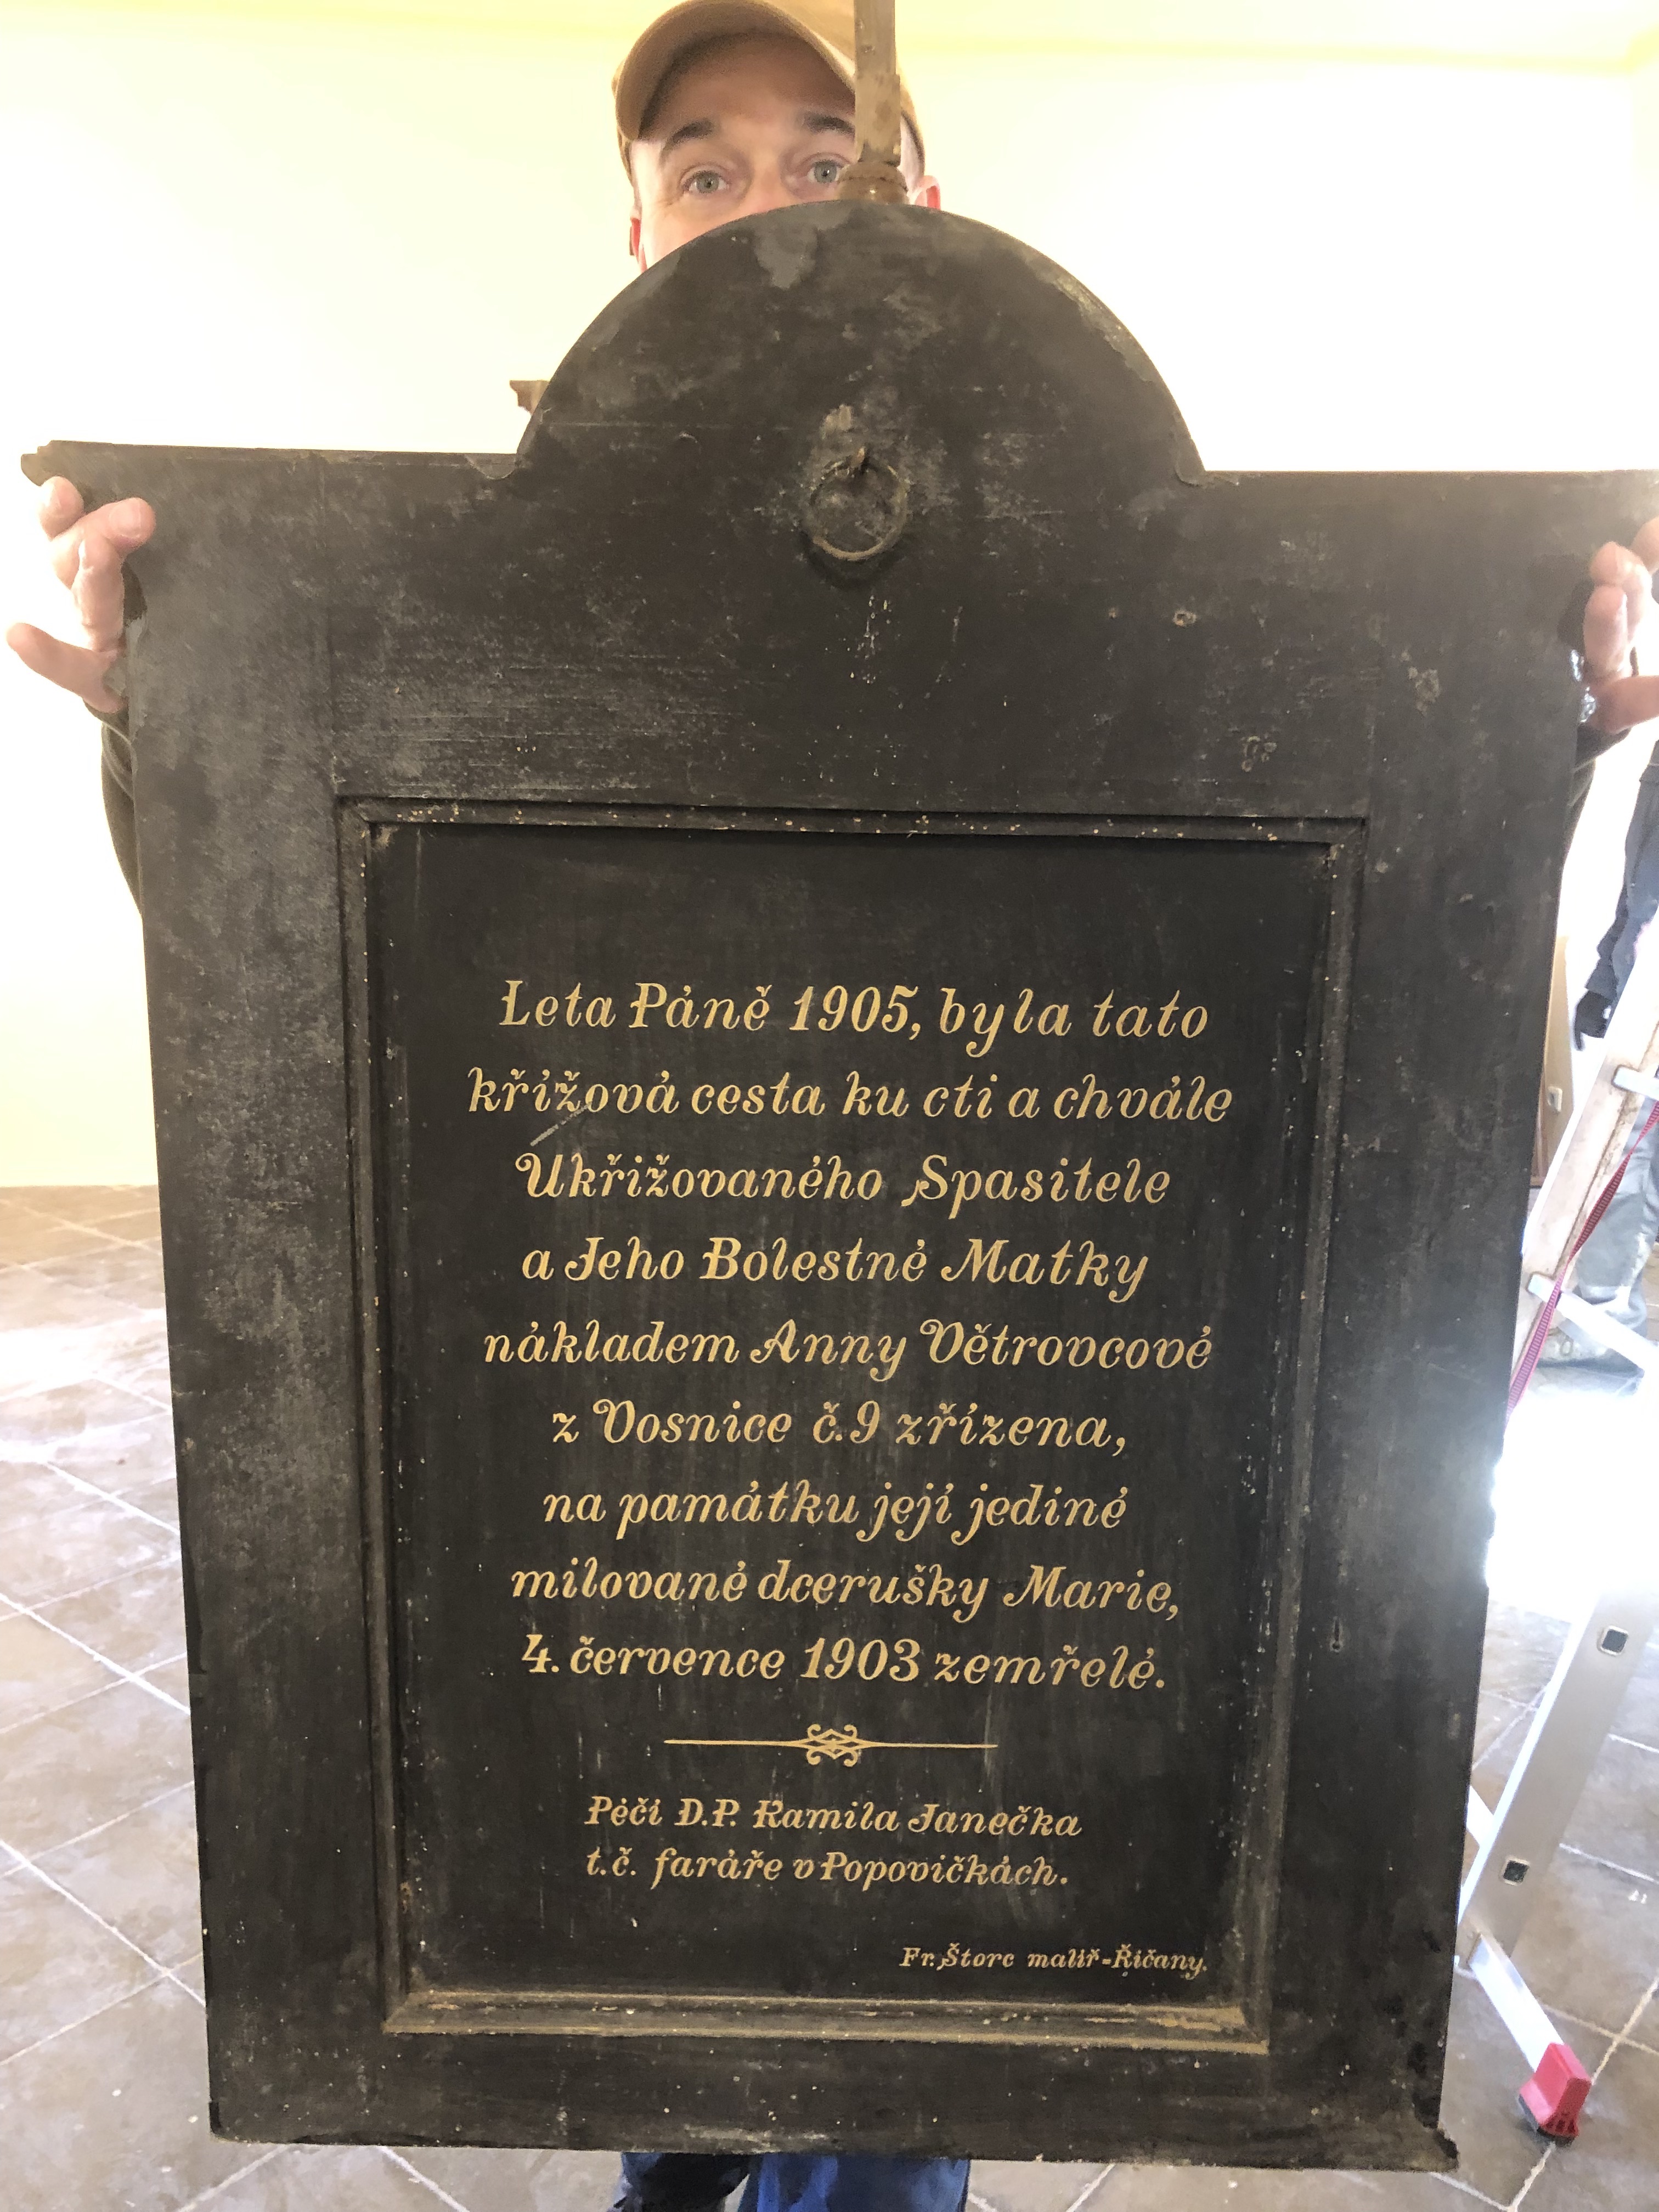 Leta Páně 1905, byla tato
křížová cesta ku cti a chvále
Ukřižovaného Spasitele
a Jeho Bolestné Matky
nákladem Anny Větrovcové
z Vosnice č.9 zřízena,
na památku její jediné
milované dcerušky Marie,
4. července 1903 zemřelé.
Péčí D.P. Kamila Janečka
t.č. faráře v Popovičkách.
Fr. Štorc malíř-Říčany.